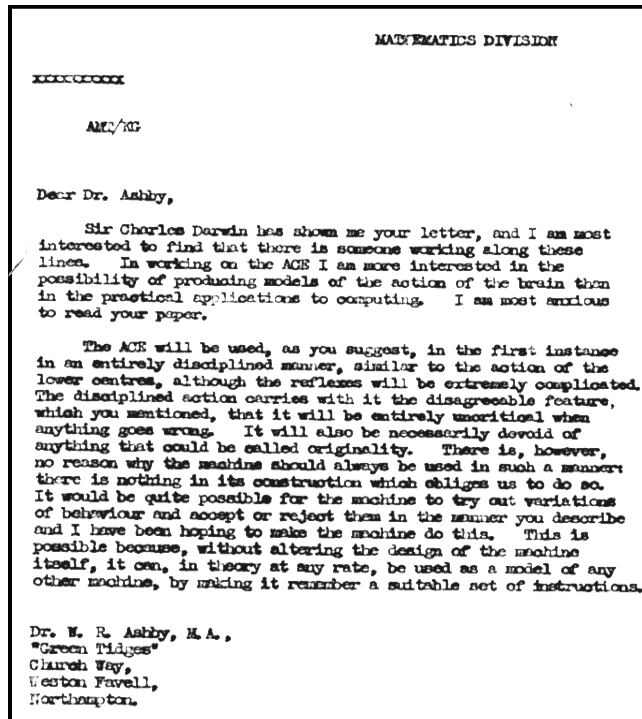 MATHEMATICS DIVISION
xxxxxxxxxx
AMT/KG
Dear Dr. Ashby,
Sir Charles Darwin has shown me your letter, and I am most
interested to find that there is someone working along these
lines. In working on the ACE I am more interested in the
possibility of producing models of the action of the brain than
in the practical applications to computing. I am most anxious
to read your paper.
The ACE will be used, as you suggest, in the first instance
in an entirely disciplined manner, similar to the action of the
lower centres, although the reflexes will be extremely complicated.
The disciplined action carries with it the disagreeable feature,
which you mentioned, that it will be entirely uncritical when
anything goes wrong. It will also be necessarily devoid of
anything that could be called originality. There is, however,
no reason why the machine should always be used in such a manner:
there is nothing in its construction which obliges us to do so.
It would be quite possible for the machine to try out variations
of behaviour and accept or reject them in the manner you describe
and I have been hoping to make the machine do this. This is
possible because, without altering the design of the machine
itself, it can, in theory at any rate, be used as a model of any
other machine, by making it remember a suitable set of instructions.
Dr. W. R. Ashby, M.A.,
"Green Tidges"
Church Way,
Weston Favell,
Northampton.